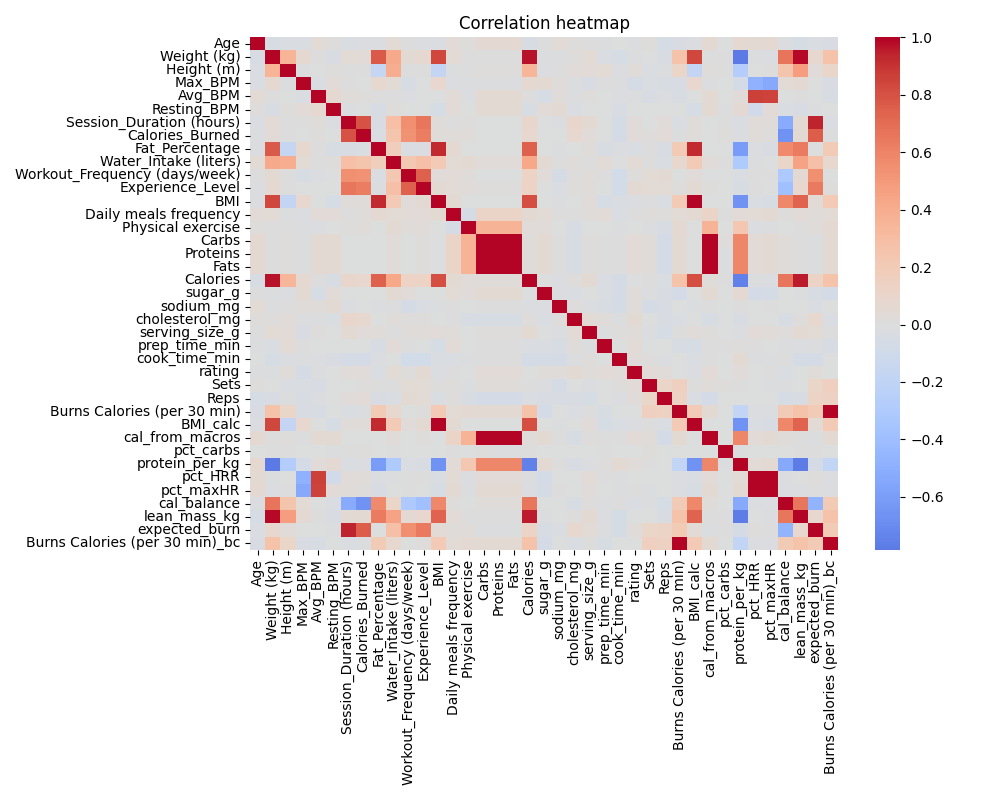 Correlation heatmap
Age
Weight (kg)
Height (m)
Max_BPM
Avg_BPM
Resting_BPM
Session_Duration (hours)
Calories_Burned
Fat_Percentage
Water_Intake (liters)
Workout_Frequency (days/week)
Experience_Level
BMI
Daily meals frequency
Physical exercise
Carbs
Proteins
Fats
Calories
sugar_g
sodium_mg
cholesterol_mg
serving_size_g
prep_time_min
cook_time_min
rating
Sets
Reps
Burns Calories (per 30 min)
BMI_calc
cal_from_macros
pct_carbs
protein_per_kg
pct_HRR
pct_maxHR
cal_balance
lean_mass_kg
expected_burn
Burns Calories (per 30 min)_bc
Age
Weight (kg)
Height (m)
Max_BPM
Avg_BPM
Resting_BPM
Session_Duration (hours)
Calories_Burned
Fat_Percentage
Water_Intake (liters)
Workout_Frequency (days/week)
Experience_Level
BMI
Daily meals frequency
Physical exercise
Carbs
Proteins
Fats
Calories
sugar_g
sodium_mg
cholesterol_mg
serving_size_g
prep_time_min
cook_time_min
rating
Sets
Reps
Burns Calories (per 30 min)
BMI_calc
cal_from_macros
pct_carbs
protein_per_kg
pct_HRR
pct_maxHR
cal_balance
lean_mass_kg
expected_burn
Burns Calories (per 30 min)_bc
1.0
0.8
0.6
0.4
0.2
0.0
−0.2
−0.4
−0.6